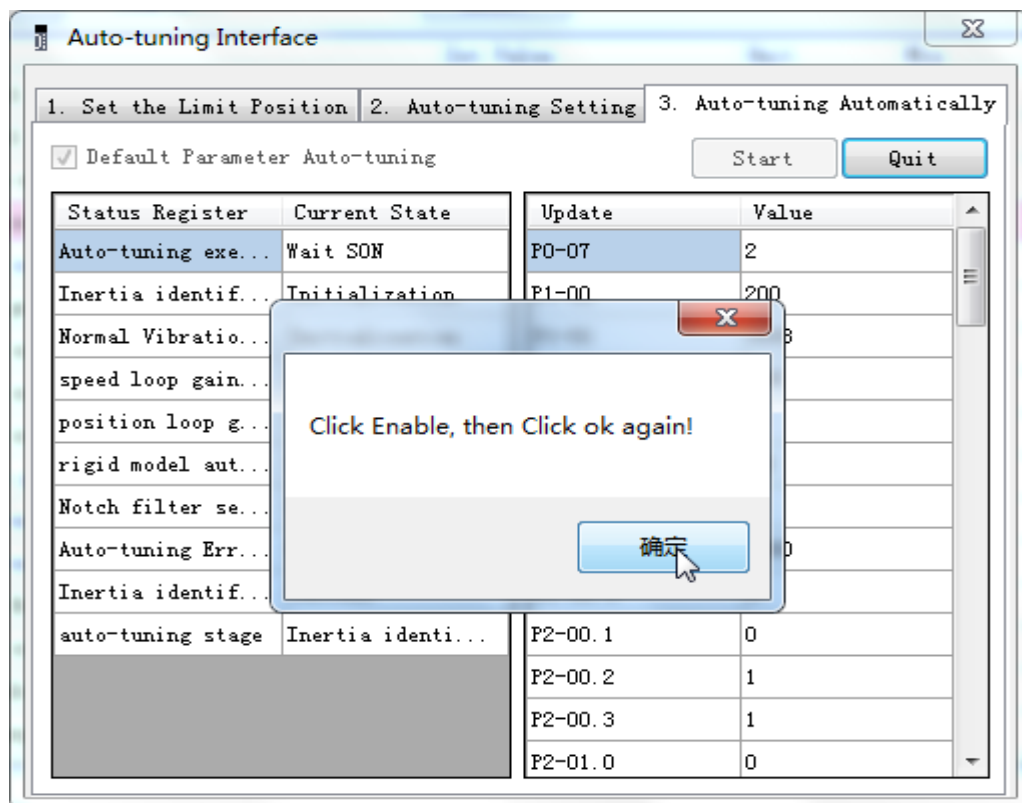 Auto-tuning Interface
1. Set the Limit Position 2. Auto-tuning Setting 3. Auto-tuning Automatically
Default Parameter Auto-tuning Start Quit
Status Register Current State Update Value
Auto-tuning exe... Wait SON P0-07 2
Inertia identif... Initialization P1-00 200
Normal Vibratio...
speed loop gain...
position loop g...
rigid model aut...
Notch filter se...
Auto-tuning Err...
Inertia identif...
auto-tuning stage Inertia identi... P2-00.1 0
P2-00.2 1
P2-00.3 1
P2-01.0 0
Click Enable, then Click ok again!
确定